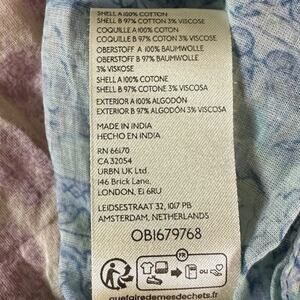 SHELL A 100% COTTON
SHELL B 97% COTTON 3% VISCOSE
COQUILLE A 100% COTON
COQUILLE B 97% COTON 3% VISCOSE
OBERSTOFF A 100% BAUMWOLLE
OBERSTOFF B 97% BAUMWOLLE
3% VISKOSE
SHELL A 100% COTONE
SHELL B 97% COTONE 3% VISCOSA
EXTERIOR A 100% ALGODÓN
EXTERIOR B 97% ALGODÓN 3% VISCOSA
MADE IN INDIA
HECHO EN INDIA
RN 66170
CA 32054
URBN UK Ltd.
146 Brick Lane,
LONDON, E1 6RU
LEIDSESTRAAT 32, 1017 PB
AMSTERDAM, NETHERLANDS
OB1679768
FR
ou
quefairedemesdechets.fr